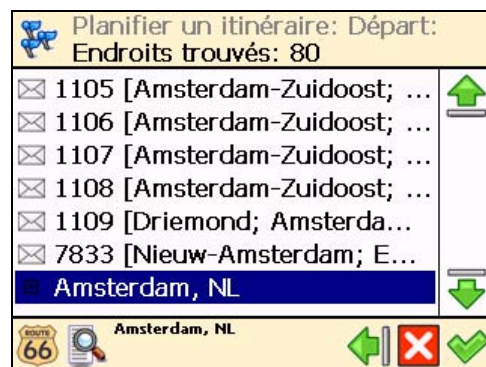 Planifier un itinéraire: Départ:
Endroits trouvés: 80
1105 [Amsterdam-Zuidoost; ...
1106 [Amsterdam-Zuidoost; ...
1107 [Amsterdam-Zuidoost; ...
1108 [Amsterdam-Zuidoost; ...
1109 [Driemond; Amsterda...
7833 [Nieuw-Amsterdam; E...
Amsterdam, NL
ROUTE
66
Amsterdam, NL